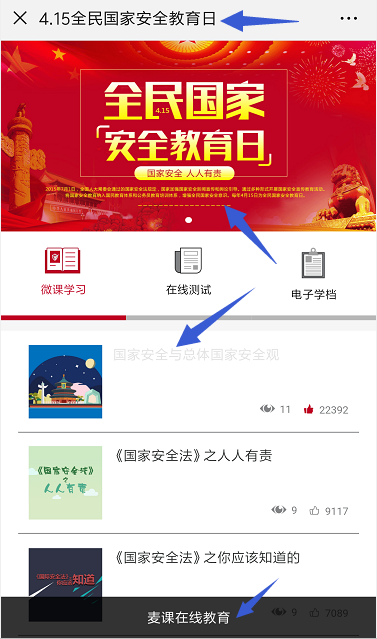 4.15全民国家安全教育日
全民国家
4.15
安全教育日
国家安全 人人有责
微课学习
在线测试
电子学档
国家安全与总体国家安全观
11
22392
《国家安全法》
之
人人有责
《国家安全法》之人人有责
9
9117
知道
《国家安全法》之你应该知道的
9
7089
麦课在线教育